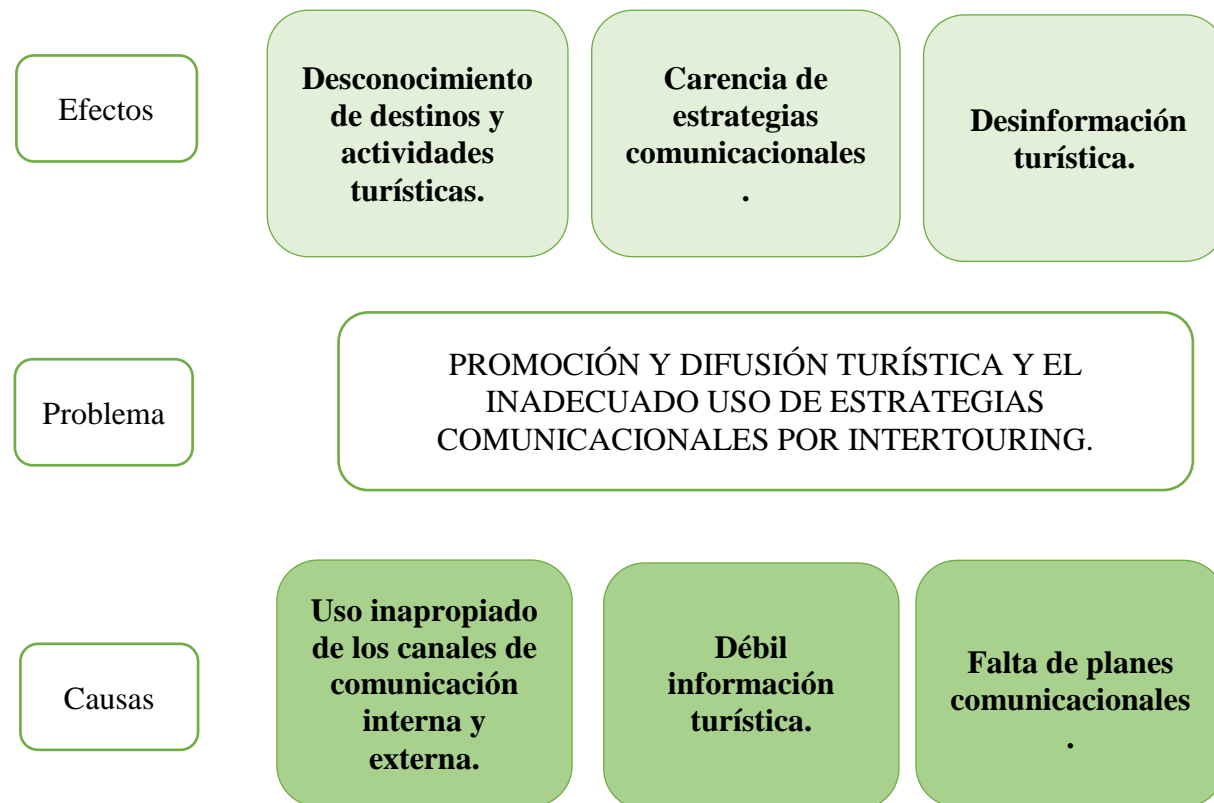 Efectos
Desconocimiento
de destinos y
actividades
turísticas.
Carencia de
estrategias
comunicacionales
.
Desinformación
turística.
Problema
PROMOCIÓN Y DIFUSIÓN TURÍSTICA Y EL
INADECUADO USO DE ESTRATEGIAS
COMUNICACIONALES POR INTERTOURING.
Causas
Uso inapropiado
de los canales de
comunicación
interna y
externa.
Débil
información
turística.
Falta de planes
comunicacionales
.